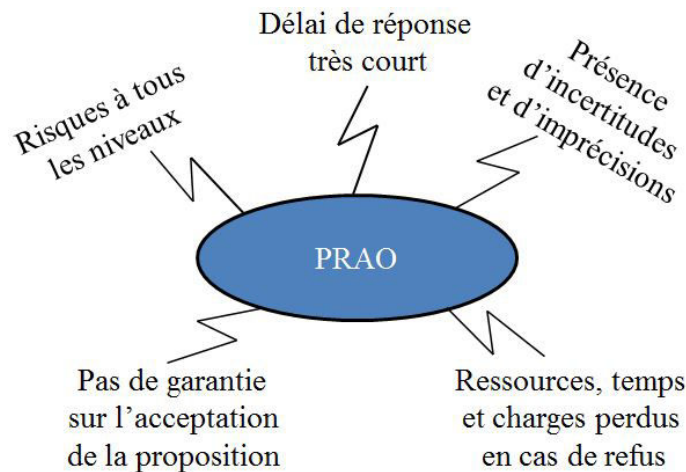 Délai de réponse
très court
Présence
d'incertitudes
et d'imprécisions
Risques à tous
les niveaux
PRAO
Pas de garantie
sur l'acceptation
de la proposition
Ressources, temps
et charges perdus
en cas de refus